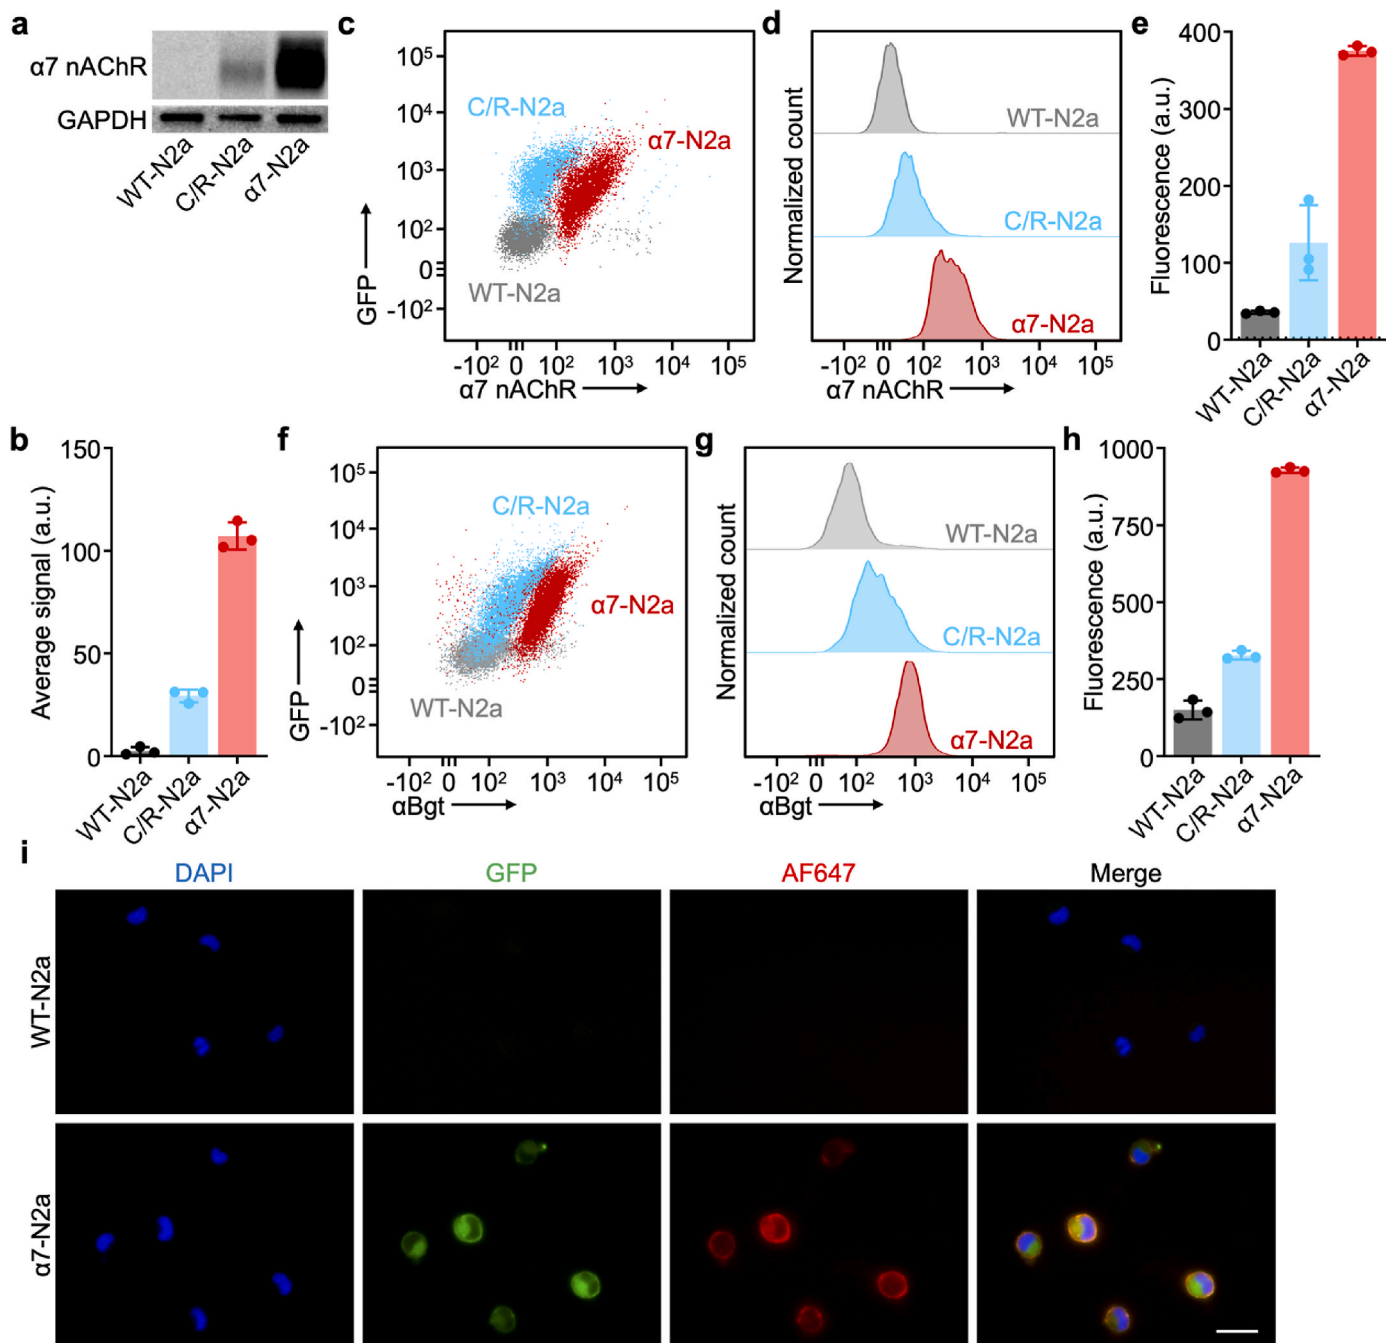 a
α7 nAChR
GAPDH
WT-N2a
C/R-N2a
α7-N2a
c
10⁵
10⁴
10³
10²
0
-10²
GFP
C/R-N2a
α7-N2a
WT-N2a
-10² 0 10² 10³ 10⁴ 10⁵
α7 nAChR
d
Normalized count
WT-N2a
C/R-N2a
α7-N2a
-10² 0 10² 10³ 10⁴ 10⁵
α7 nAChR
e
Fluorescence (a.u.)
400
300
200
100
0
WT-N2a
C/R-N2a
α7-N2a
b
Average signal (a.u.)
150
100
50
0
WT-N2a
C/R-N2a
α7-N2a
f
10⁵
10⁴
10³
10²
0
-10²
GFP
C/R-N2a
α7-N2a
WT-N2a
-10² 0 10² 10³ 10⁴ 10⁵
αBgt
g
Normalized count
WT-N2a
C/R-N2a
α7-N2a
-10² 0 10² 10³ 10⁴ 10⁵
αBgt
h
Fluorescence (a.u.)
1000
750
500
250
0
WT-N2a
C/R-N2a
α7-N2a
i
DAPI GFP AF647 Merge
WT-N2a
α7-N2a